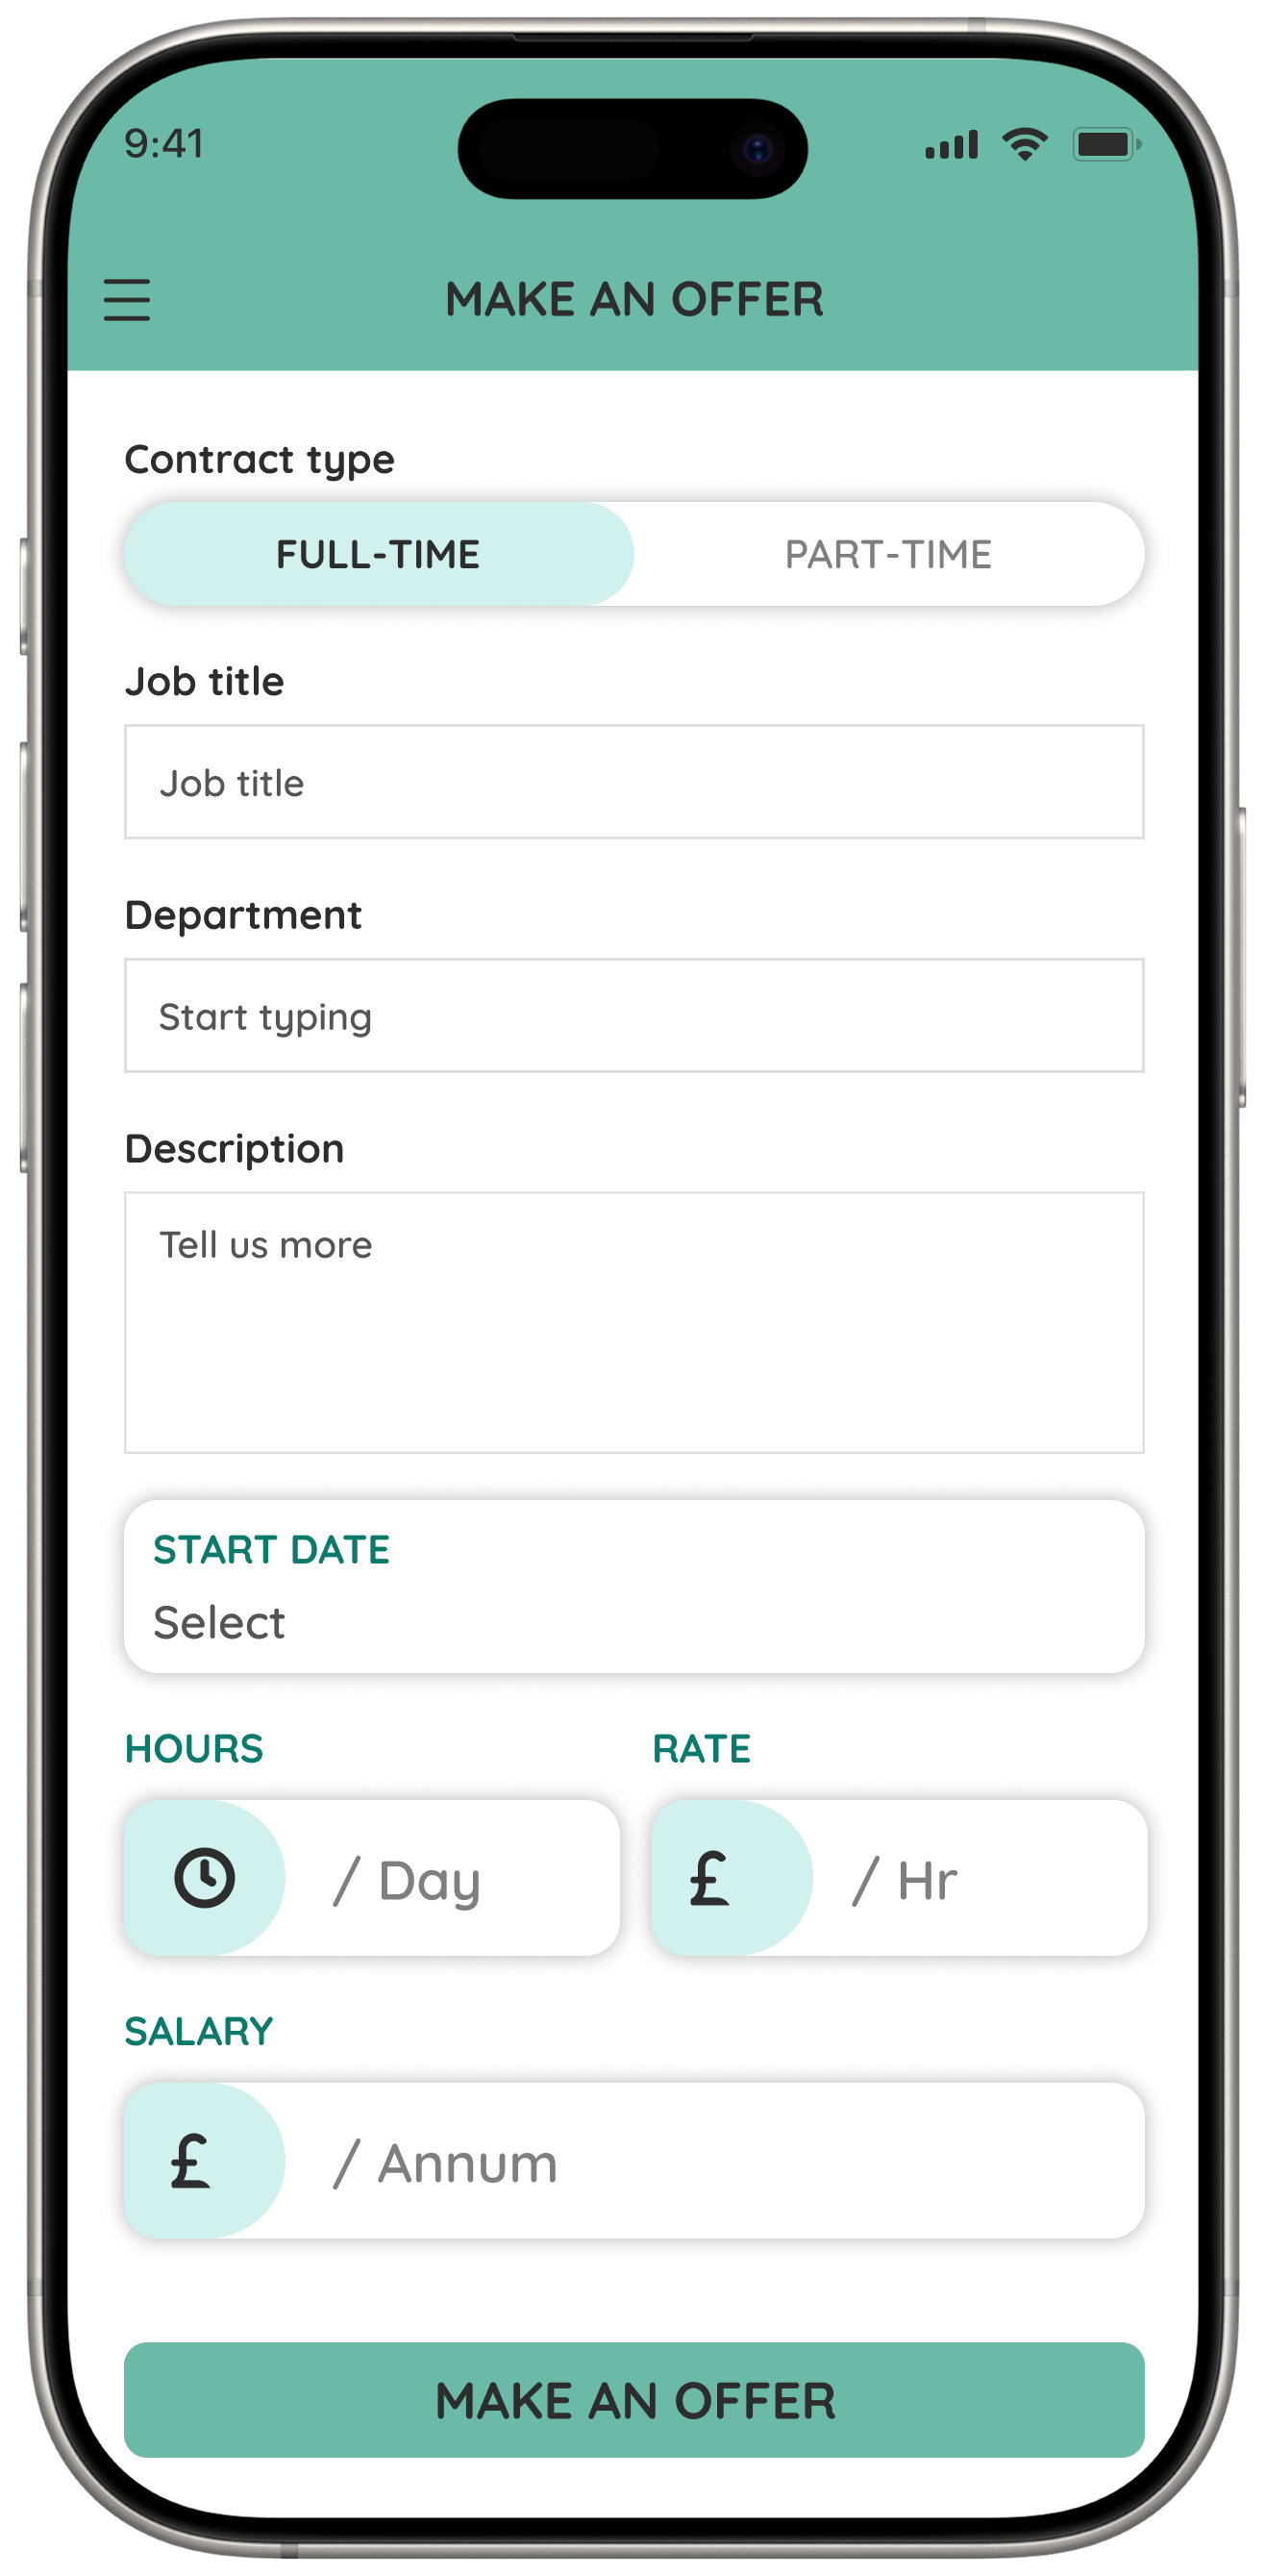 9:41
MAKE AN OFFER
Contract type
FULL-TIME PART-TIME
Job title
Job title
Department
Start typing
Description
Tell us more
START DATE
Select
HOURS RATE
/ Day £ / Hr
SALARY
£ / Annum
MAKE AN OFFER